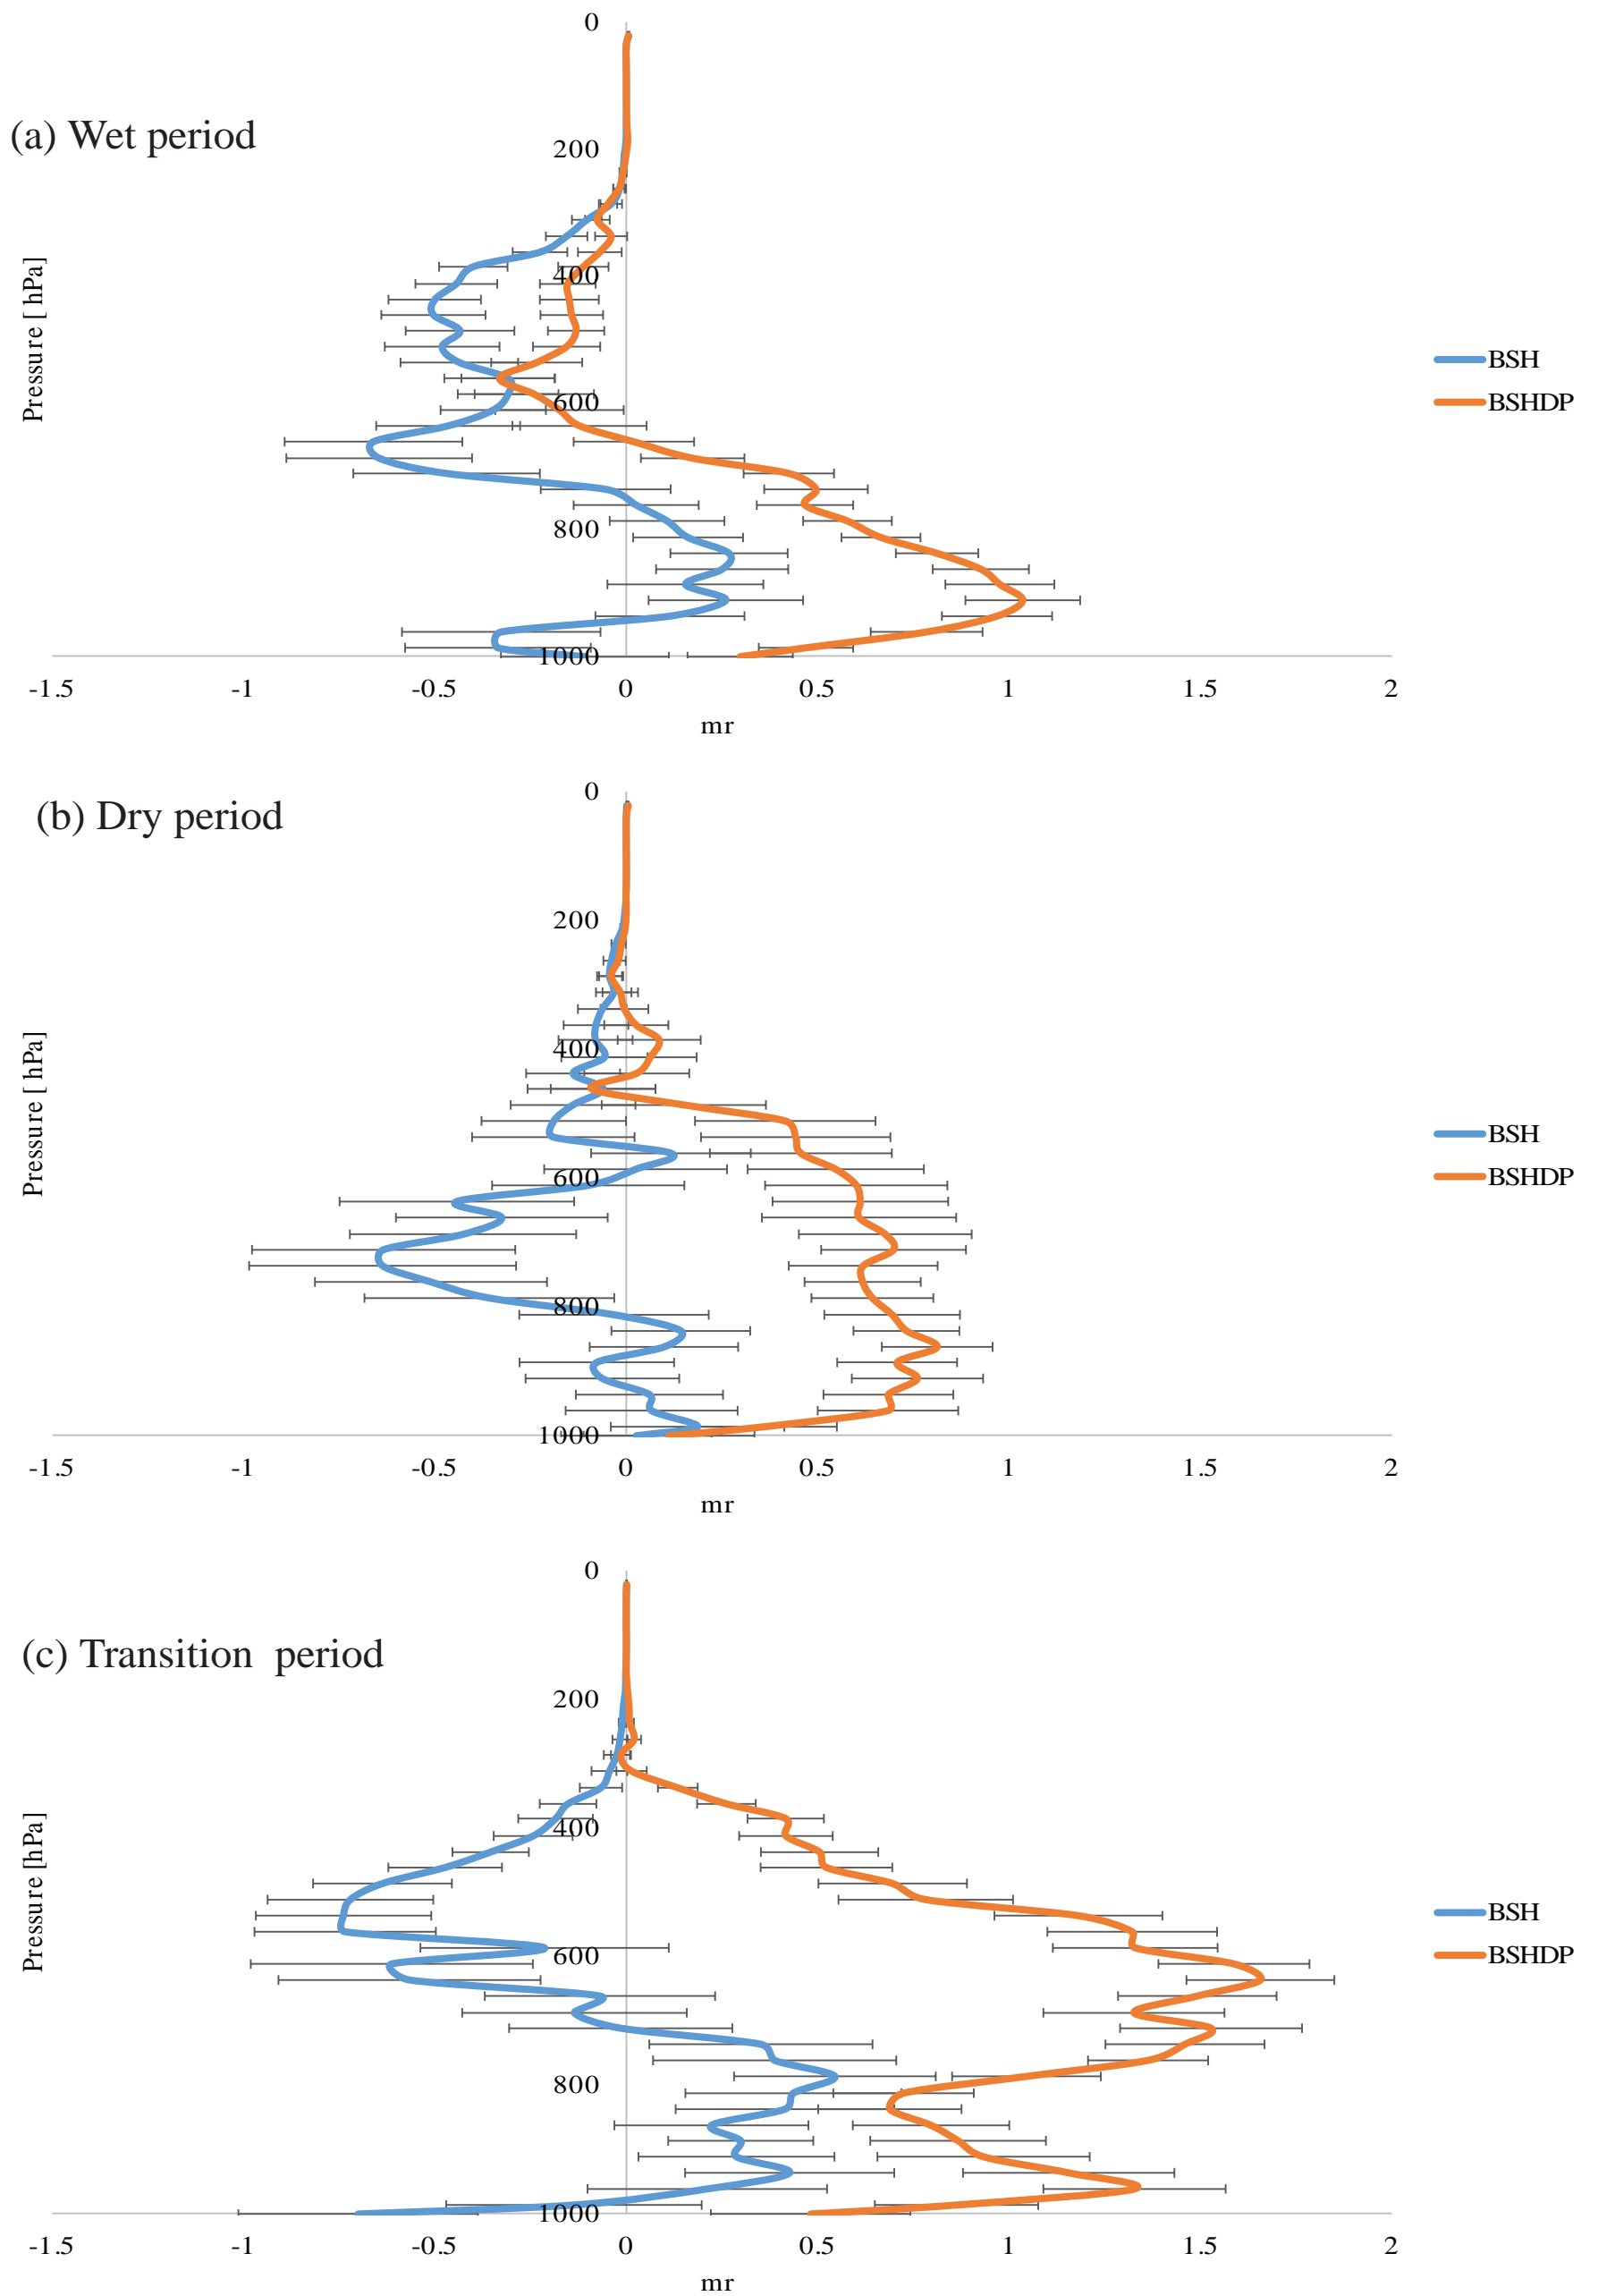 0
(a) Wet period
200
400
600
800
1000
Pressure [ hPa]
BSH
BSHDP
-1.5 -1 -0.5 0 0.5 1 1.5 2
mr
0
(b) Dry period
200
400
600
800
1000
Pressure [ hPa]
BSH
BSHDP
-1.5 -1 -0.5 0 0.5 1 1.5 2
mr
0
(c) Transition period
200
400
600
800
1000
Pressure [hPa]
BSH
BSHDP
-1.5 -1 -0.5 0 0.5 1 1.5 2
mr